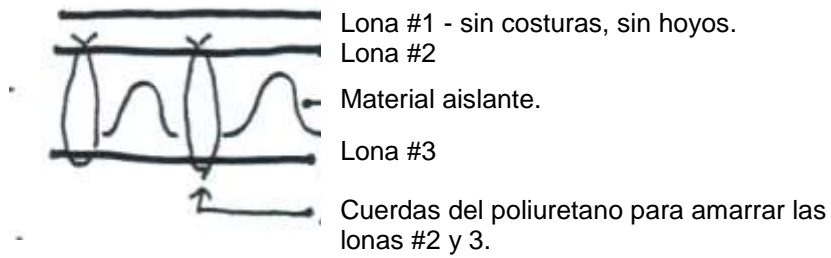 Lona #1 - sin costuras, sin hoyos.
Lona #2
Material aislante.
Lona #3
Cuerdas del poliuretano para amarrar las
lonas #2 y 3.